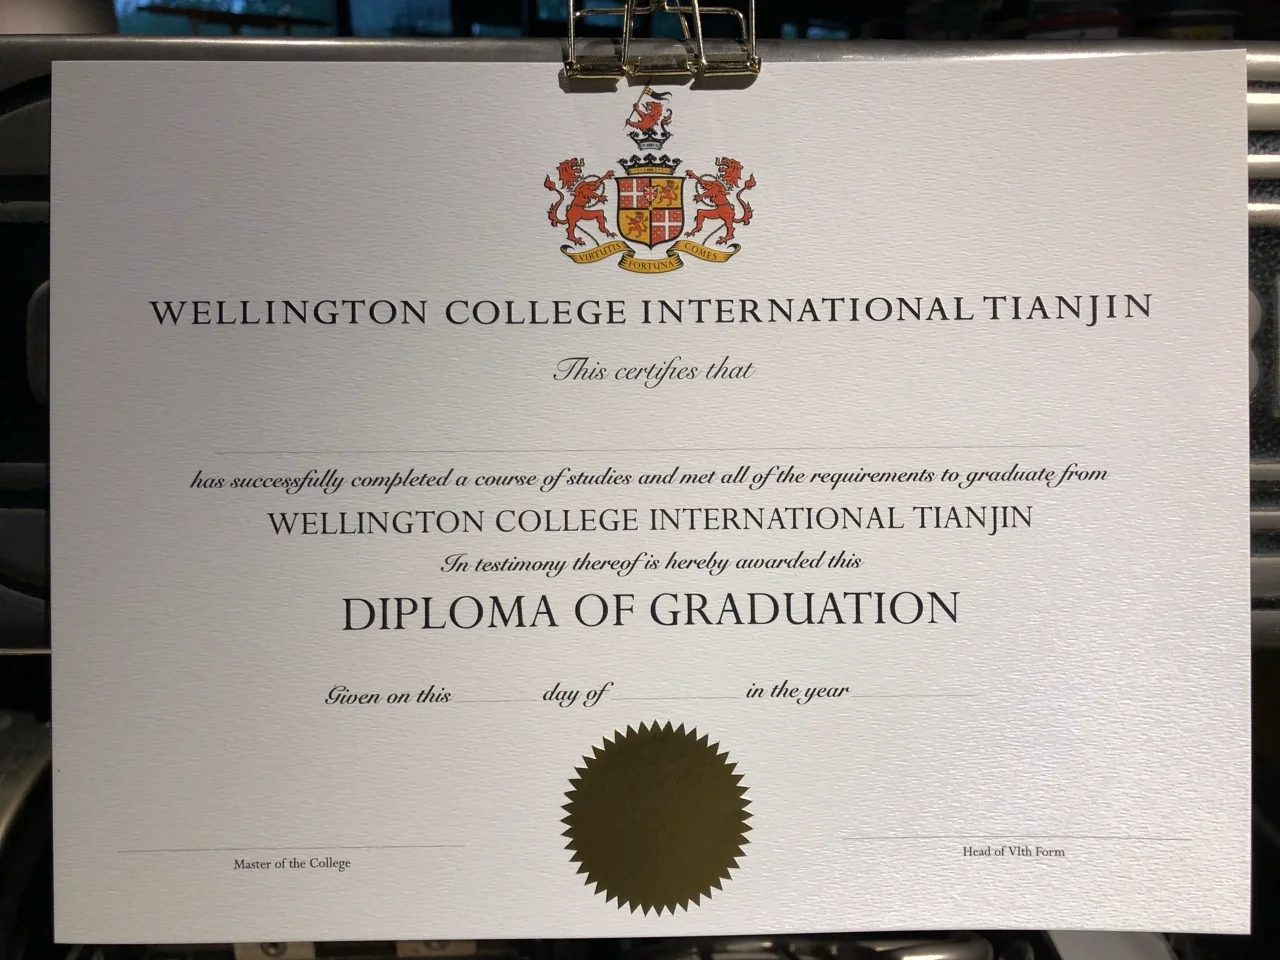 VIRTUTIS FORTUNA COMES
WELLINGTON COLLEGE INTERNATIONAL TIANJIN
This certifies that
has successfully completed a course of studies and met all of the requirements to graduate from
WELLINGTON COLLEGE INTERNATIONAL TIANJIN
In testimony thereof is hereby awarded this
DIPLOMA OF GRADUATION
Given on this day of in the year
Master of the College
Head of VIth Form